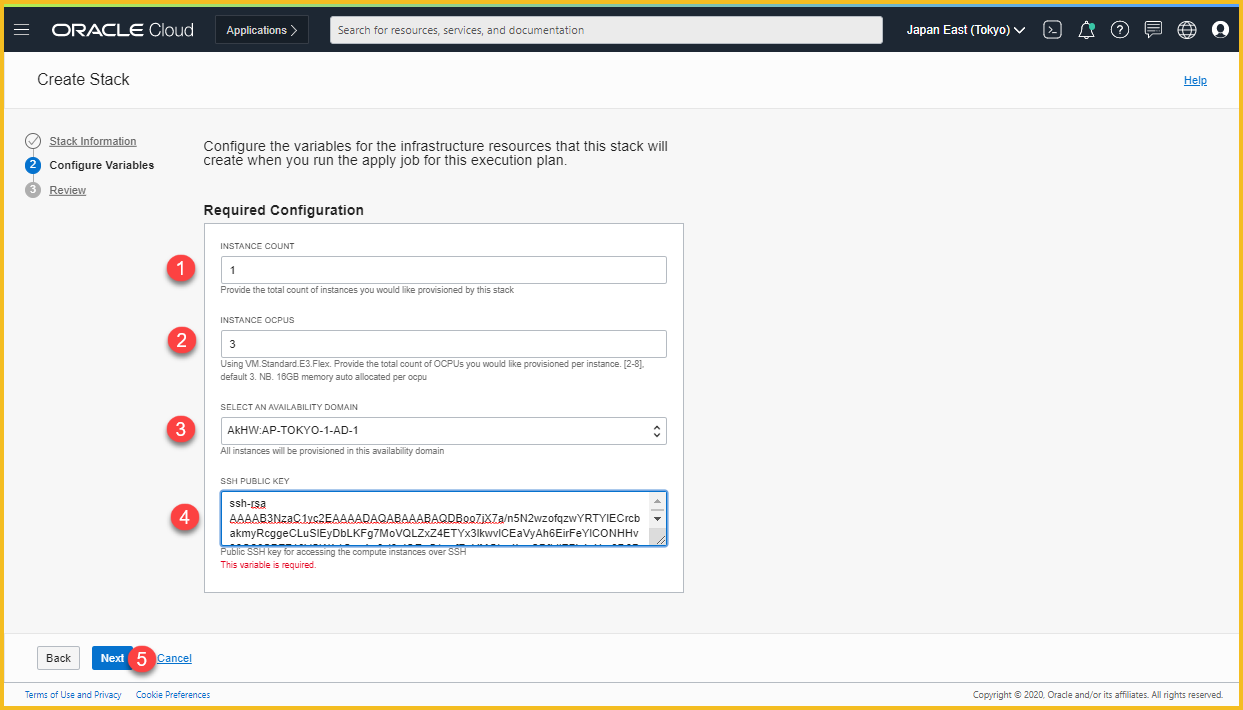 ORACLE Cloud
Applications
Search for resources, services, and documentation
Japan East (Tokyo)
Create Stack
Help
Stack Information
2 Configure Variables
3 Review
Configure the variables for the infrastructure resources that this stack will
create when you run the apply job for this execution plan.
Required Configuration
INSTANCE COUNT
1
1
Provide the total count of instances you would like provisioned by this stack
INSTANCE OCPUS
2
3
Using VM.Standard.E3.Flex. Provide the total count of OCPUs you would like provisioned per instance. [2-8],
default 3. NB. 16GB memory auto allocated per ocpu
SELECT AN AVAILABILITY DOMAIN
3
AkHW:AP-TOKYO-1-AD-1
All instances will be provisioned in this availability domain
SSH PUBLIC KEY
4
ssh-rsa
AAAAB3NzaC1yc2EAAAADAQABAAABAQDBoo7jX7a/n5N2wzofqzwYRTYIECrcb
akmyRcggeCLuSIEyDbLKFg7MoVQLZxZ4ETYx3IkwvICEaVyAh6EirFeYICONHHv
Public SSH key for accessing the compute instances over SSH
This variable is required.
Back
Next
5
Cancel
Terms of Use and Privacy
Cookie Preferences
Copyright © 2020, Oracle and/or its affiliates. All rights reserved.